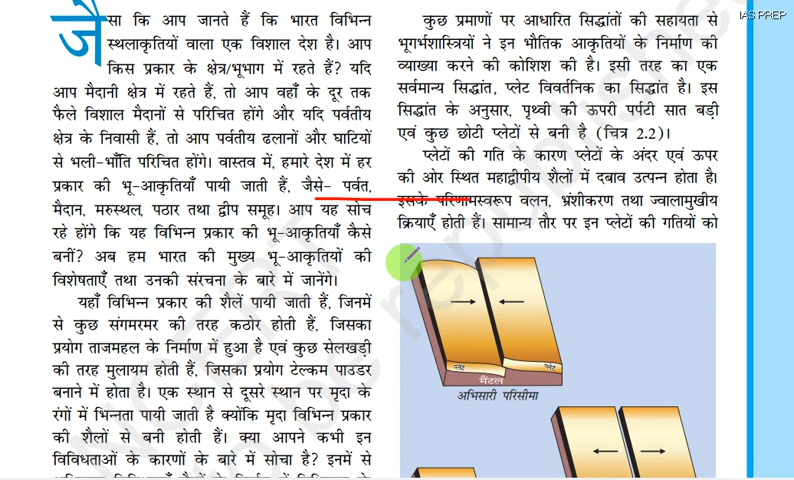 IAS PREP
जैसा कि आप जानते हैं कि भारत विभिन्न
स्थलाकृतियों वाला एक विशाल देश है। आप
किस प्रकार के क्षेत्र/भूभाग में रहते हैं? यदि
आप मैदानी क्षेत्र में रहते हैं, तो आप वहाँ के दूर तक
फैले विशाल मैदानों से परिचित होंगे और यदि पर्वतीय
क्षेत्र के निवासी हैं, तो आप पर्वतीय ढलानों और घाटियों
से भली-भाँति परिचित होंगे। वास्तव में, हमारे देश में हर
प्रकार की भू-आकृतियाँ पायी जाती हैं, जैसे- पर्वत,
मैदान, मरुस्थल, पठार तथा द्वीप समूह। आप यह सोच
रहे होंगे कि यह विभिन्न प्रकार की भू-आकृतियाँ कैसे
बनीं? अब हम भारत की मुख्य भू-आकृतियों की
विशेषताएँ तथा उनकी संरचना के बारे में जानेंगे।
यहाँ विभिन्न प्रकार की शैलें पायी जाती हैं, जिनमें
से कुछ संगमरमर की तरह कठोर होती हैं, जिसका
प्रयोग ताजमहल के निर्माण में हुआ है एवं कुछ सेलखड़ी
की तरह मुलायम होती हैं, जिसका प्रयोग टेल्कम पाउडर
बनाने में होता है। एक स्थान से दूसरे स्थान पर मृदा के
रंगों में भिन्नता पायी जाती है क्योंकि मृदा विभिन्न प्रकार
की शैलों से बनी होती हैं। क्या आपने कभी इन
विविधताओं के कारणों के बारे में सोचा है? इनमें से
कुछ प्रमाणों पर आधारित सिद्धांतों की सहायता से
भूगर्भशास्त्रियों ने इन भौतिक आकृतियों के निर्माण की
व्याख्या करने की कोशिश की है। इसी तरह का एक
सर्वमान्य सिद्धांत, प्लेट विवर्तनिक का सिद्धांत है। इस
सिद्धांत के अनुसार, पृथ्वी की ऊपरी पर्पटी सात बड़ी
एवं कुछ छोटी प्लेटों से बनी है (चित्र 2.2)।
प्लेटों की गति के कारण प्लेटों के अंदर एवं ऊपर
की ओर स्थित महाद्वीपीय शैलों में दबाव उत्पन्न होता है।
इसके परिणामस्वरूप वलन, भ्रंशीकरण तथा ज्वालामुखीय
क्रियाएँ होती हैं। सामान्य तौर पर इन प्लेटों की गतियों को
प्लेट
प्लेट
मैंटल
अभिसारी परिसीमा
NCERT
be republished